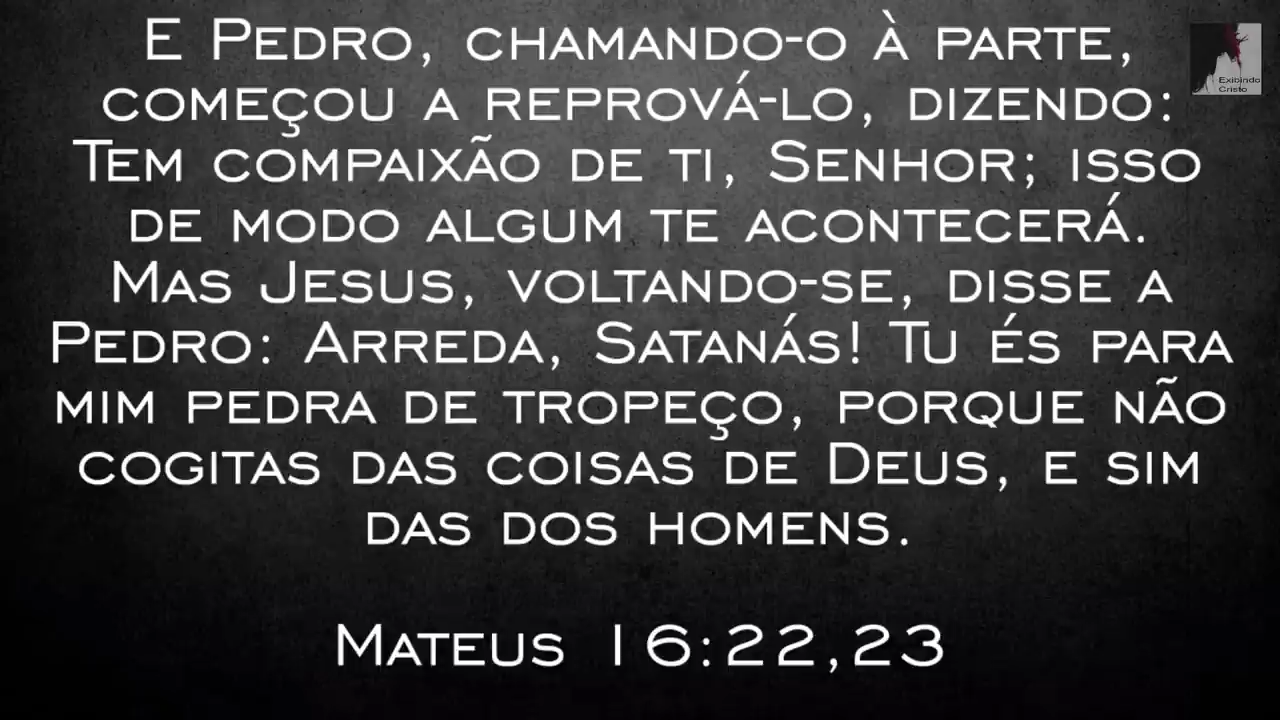 E Pedro, chamando-o à parte,
começou a reprová-lo, dizendo:
Tem compaixão de ti, Senhor; isso
de modo algum te acontecerá.
Mas Jesus, voltando-se, disse a
Pedro: Arreda, Satanás! Tu és para
mim pedra de tropeço, porque não
cogitas das coisas de Deus, e sim
das dos homens.
Mateus 16:22,23
Exibindo
Cristo